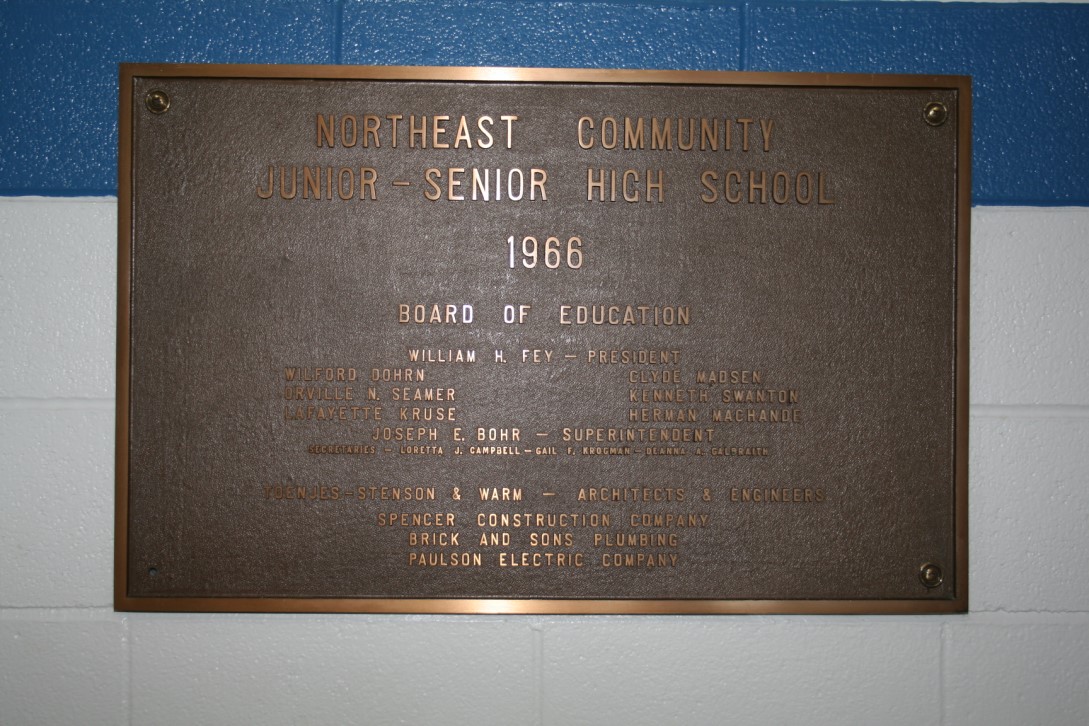 NORTHEAST COMMUNITY
JUNIOR – SENIOR HIGH SCHOOL
1966
BOARD OF EDUCATION
WILLIAM H. FEY – PRESIDENT
WILFORD DOHRN CLYDE MADSEN
ORVILLE N. SEAMER KENNETH SWANTON
LAFAYETTE KRUSE HERMAN MACHANDE
JOSEPH E. BOHR – SUPERINTENDENT
SECRETARIES – LORETTA J. CAMPBELL – GAIL F. KROGMAN – DEANNA A. GALBRAITH
THENJES – STENSON & WARM – ARCHITECTS & ENGINEERS
SPENCER CONSTRUCTION COMPANY
BRICK AND SONS PLUMBING
PAULSON ELECTRIC COMPANY